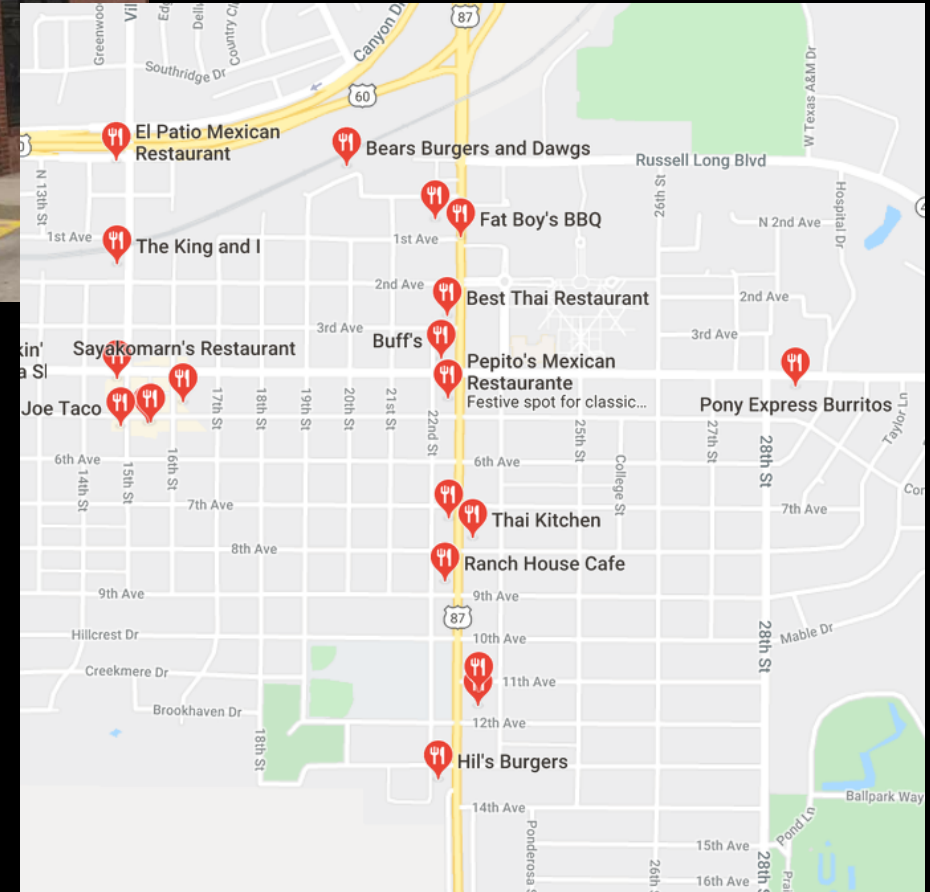 87
Canyon Dr
Southridge Dr
60
El Patio Mexican
Restaurant
Bears Burgers and Dawgs
Russell Long Blvd
W Texas A&M Dr
N 13th St
26th St
Hospital Dr
Fat Boy's BBQ
N 2nd Ave
1st Ave
1st Ave
The King and I
2nd Ave
Best Thai Restaurant
2nd Ave
3rd Ave
Buff's
3rd Ave
Sayakomarn's Restaurant
Pepito's Mexican
Restaurante
Festive spot for classic...
Joe Taco
Pony Express Burritos
17th St
18th St
19th St
20th St
21st St
22nd St
25th St
27th St
28th St
Taylor Ln
6th Ave
6th Ave
14th St
15th St
16th St
College St
7th Ave
Thai Kitchen
7th Ave
8th Ave
Ranch House Cafe
9th Ave
9th Ave
87
Hillcrest Dr
10th Ave
28th St
Mable Dr
Creekmere Dr
11th Ave
Brookhaven Dr
12th Ave
18th St
Hil's Burgers
14th Ave
Ballpark Way
Pond Ln
15th Ave
26th
28th St
16th Ave